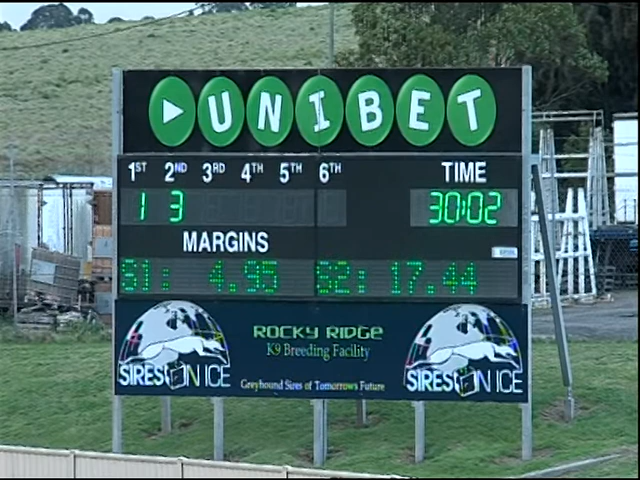 UNIBET
1ST 2ND 3RD 4TH 5TH 6TH TIME
1 3 30:02
MARGINS
S1: 4.95 S2: 17.44
ROCKY RIDGE
K9 Breeding Facility
SIRES ON ICE
Greyhound Sires of Tomorrows Future
SIRES ON ICE